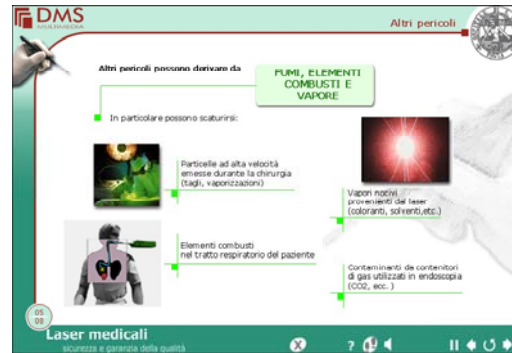 DMS
MULTIMEDIA
Altri pericoli
Altri pericoli possono derivare da
FUMI, ELEMENTI
COMBUSTI E
VAPORE
In particolare possono scaturirsi:
Particelle ad alta velocità
emesse durante la chirurgia
(tagli, vaporizzazioni)
Vapori nocivi
provenienti dal laser
(coloranti, solventi,etc.)
Elementi combusti
nel tratto respiratorio del paziente
Contaminanti da contenitori
di gas utilizzati in endoscopia
(CO2, ecc. )
05
08
Laser medicali
sicurezza e garanzia della qualità
X
?